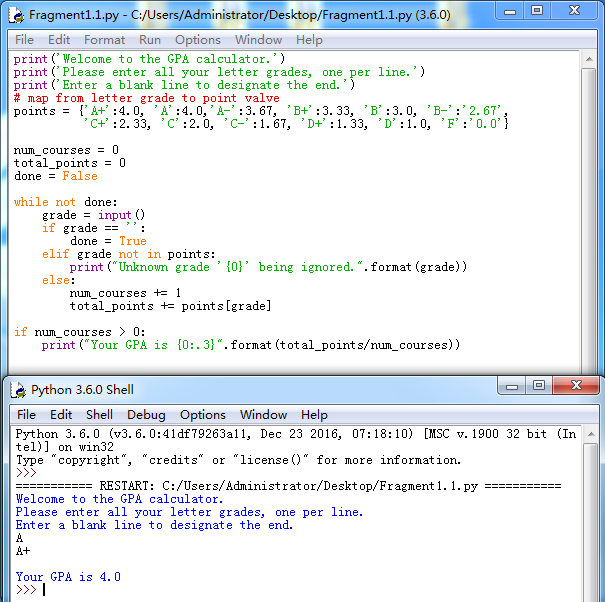 Fragment1.1.py - C:/Users/Administrator/Desktop/Fragment1.1.py (3.6.0)
File Edit Format Run Options Window Help
print('Welcome to the GPA calculator.')
print('Please enter all your letter grades, one per line.')
print('Enter a blank line to designate the end.')
# map from letter grade to point valve
points = {'A+':4.0, 'A':4.0,'A-':3.67, 'B+':3.33, 'B':3.0, 'B-':'2.67',
'C+':2.33, 'C':2.0, 'C-':1.67, 'D+':1.33, 'D':1.0, 'F':'0.0'}
num_courses = 0
total_points = 0
done = False
while not done:
grade = input()
if grade == '':
done = True
elif grade not in points:
print("Unknown grade '{0}' being ignored.".format(grade))
else:
num_courses += 1
total_points += points[grade]
if num_courses > 0:
print("Your GPA is {0:.3}".format(total_points/num_courses))
Python 3.6.0 Shell
File Edit Shell Debug Options Window Help
Python 3.6.0 (v3.6.0:41df79263a11, Dec 23 2016, 07:18:10) [MSC v.1900 32 bit (In
tel)] on win32
Type "copyright", "credits" or "license()" for more information.
>>>
=========== RESTART: C:/Users/Administrator/Desktop/Fragment1.1.py ===========
Welcome to the GPA calculator.
Please enter all your letter grades, one per line.
Enter a blank line to designate the end.
A
A+
Your GPA is 4.0
>>>